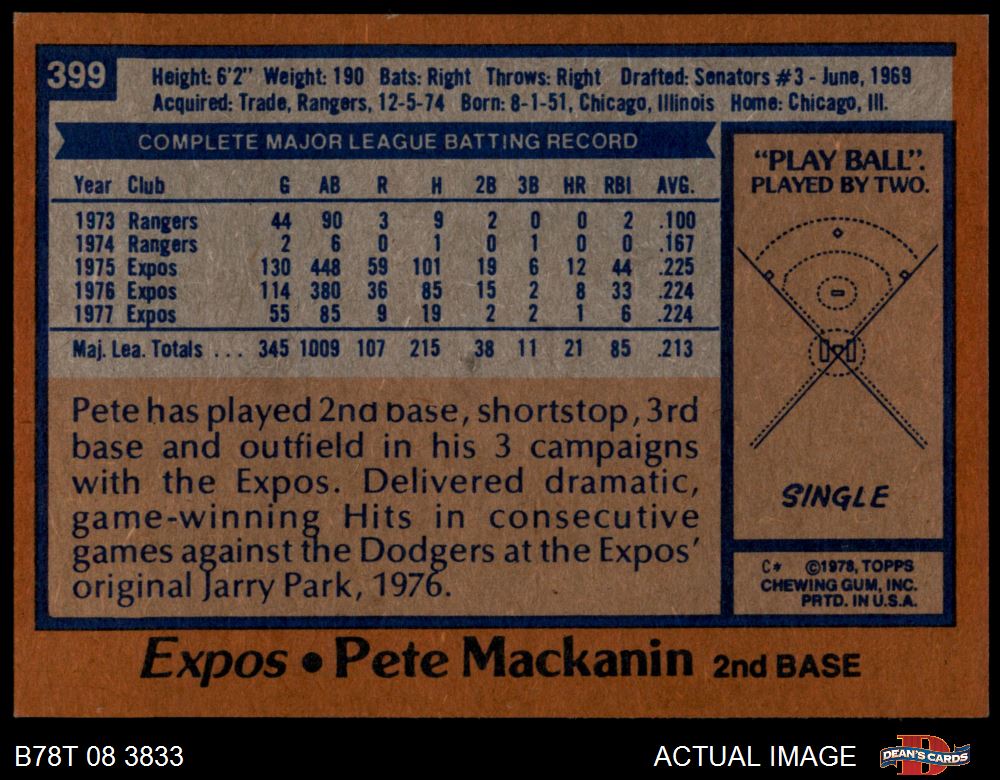 399
Height: 6'2" Weight: 190 Bats: Right Throws: Right Drafted: Senators #3 - June, 1969
Acquired: Trade, Rangers, 12-5-74 Born: 8-1-51, Chicago, Illinois Home: Chicago, Ill.
COMPLETE MAJOR LEAGUE BATTING RECORD
Year Club G AB R H 2B 3B HR RBI AVG.
1973 Rangers 44 90 3 9 2 0 0 2 .100
1974 Rangers 2 6 0 1 0 1 0 0 .167
1975 Expos 130 448 59 101 19 6 12 44 .225
1976 Expos 114 380 36 85 15 2 8 33 .224
1977 Expos 55 85 9 19 2 2 1 6 .224
Maj. Lea. Totals ... 345 1009 107 215 38 11 21 85 .213
Pete has played 2nd base, shortstop, 3rd
base and outfield in his 3 campaigns
with the Expos. Delivered dramatic,
game-winning Hits in consecutive
games against the Dodgers at the Expos'
original Jarry Park, 1976.
"PLAY BALL".
PLAYED BY TWO.
SINGLE
C* ©1978, TOPPS
CHEWING GUM, INC.
PRTD. IN U.S.A.
Expos • Pete Mackanin 2nd BASE
B78T 08 3833
ACTUAL IMAGE
DEAN'S CARDS